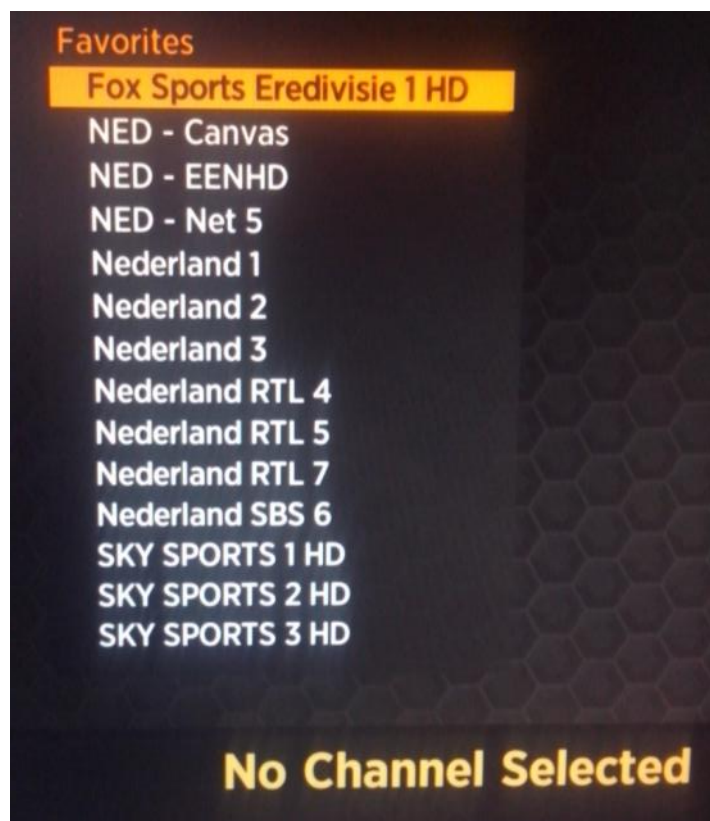 Favorites
Fox Sports Eredivisie 1 HD
NED - Canvas
NED - EENHD
NED - Net 5
Nederland 1
Nederland 2
Nederland 3
Nederland RTL 4
Nederland RTL 5
Nederland RTL 7
Nederland SBS 6
SKY SPORTS 1 HD
SKY SPORTS 2 HD
SKY SPORTS 3 HD
No Channel Selected